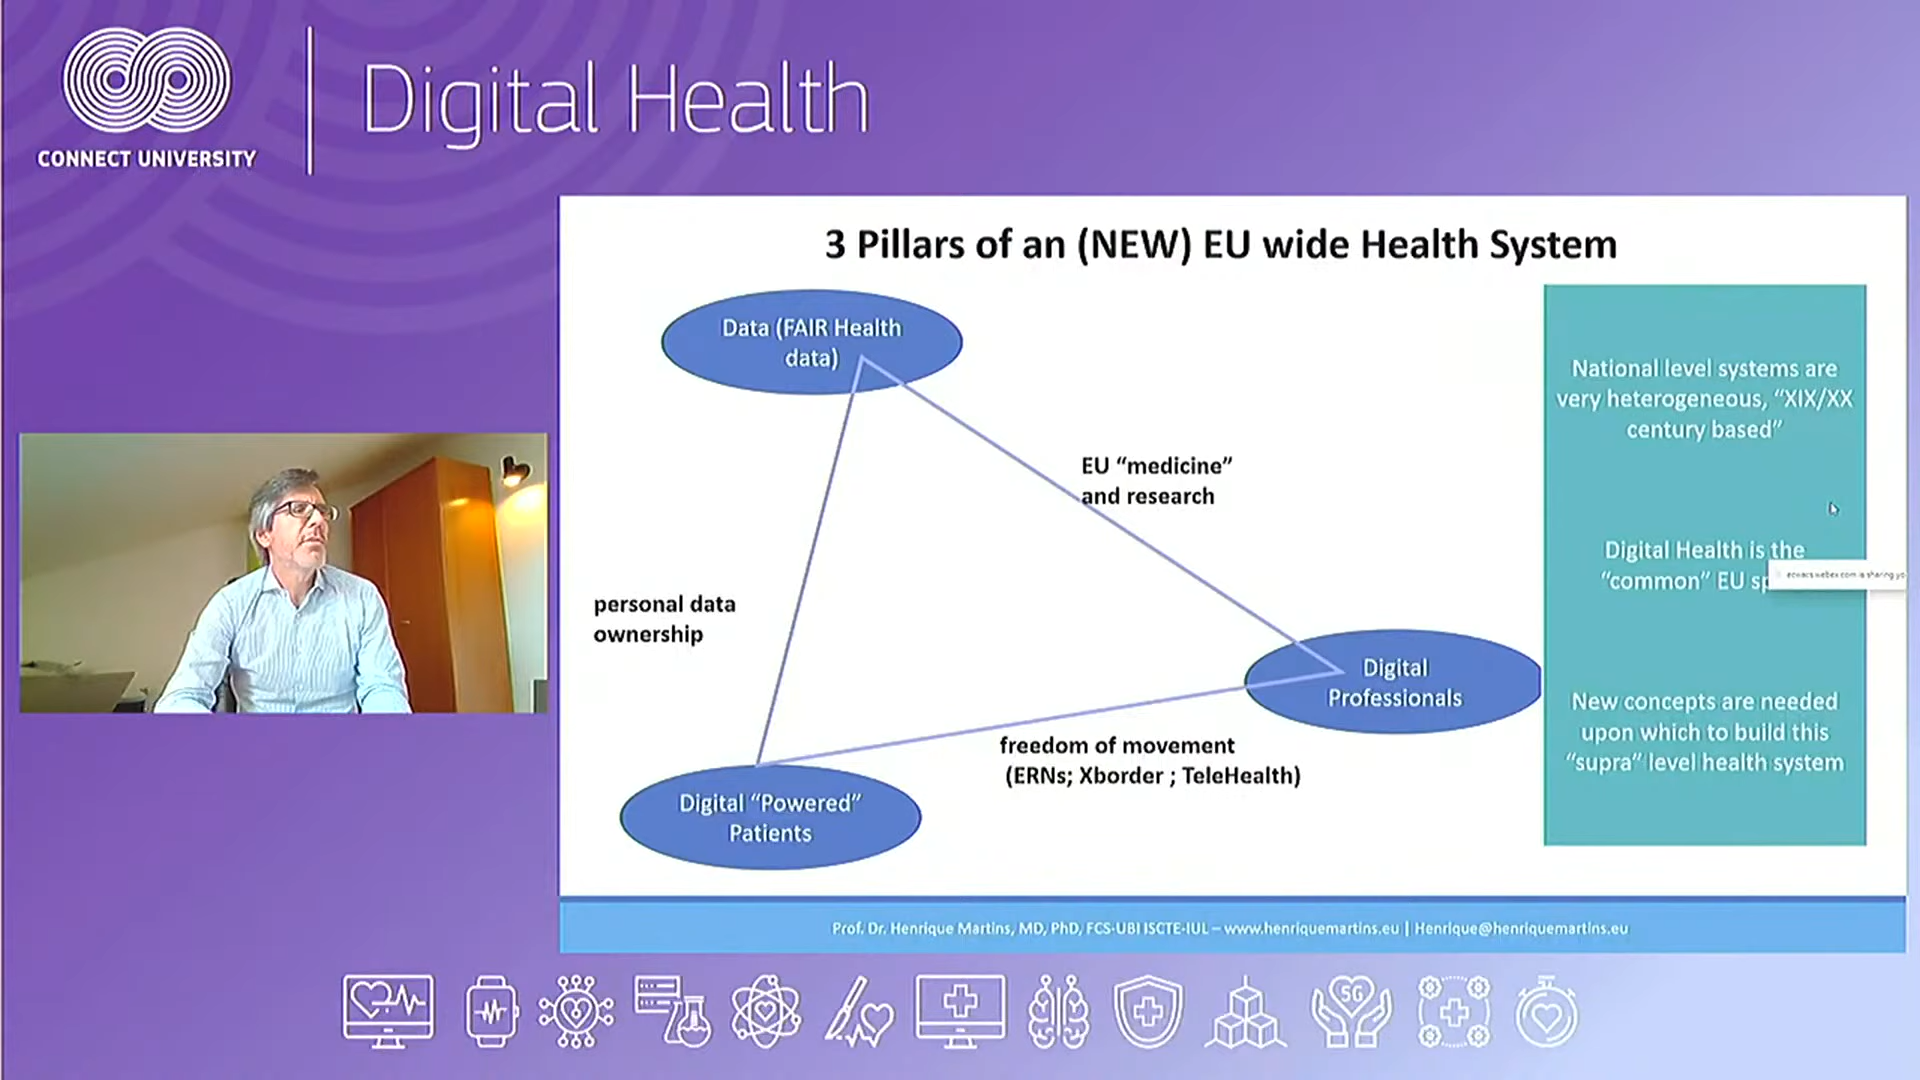 CONNECT UNIVERSITY
Digital Health
3 Pillars of an (NEW) EU wide Health System
Data (FAIR Health
data)
EU “medicine”
and research
personal data
ownership
Digital
Professionals
freedom of movement
(ERNs; Xborder ; TeleHealth)
Digital “Powered”
Patients
National level systems are
very heterogeneous, “XIX/XX
century based”
Digital Health is the
“common” EU
is sharing
New concepts are needed
upon which to build this
“supra” level health system
Prof. Dr. Henrique Martins, MD, PhD, FCS-UBI ISCTE-IUL – www.henriquemartins.eu | Henrique@henriquemartins.eu
5G